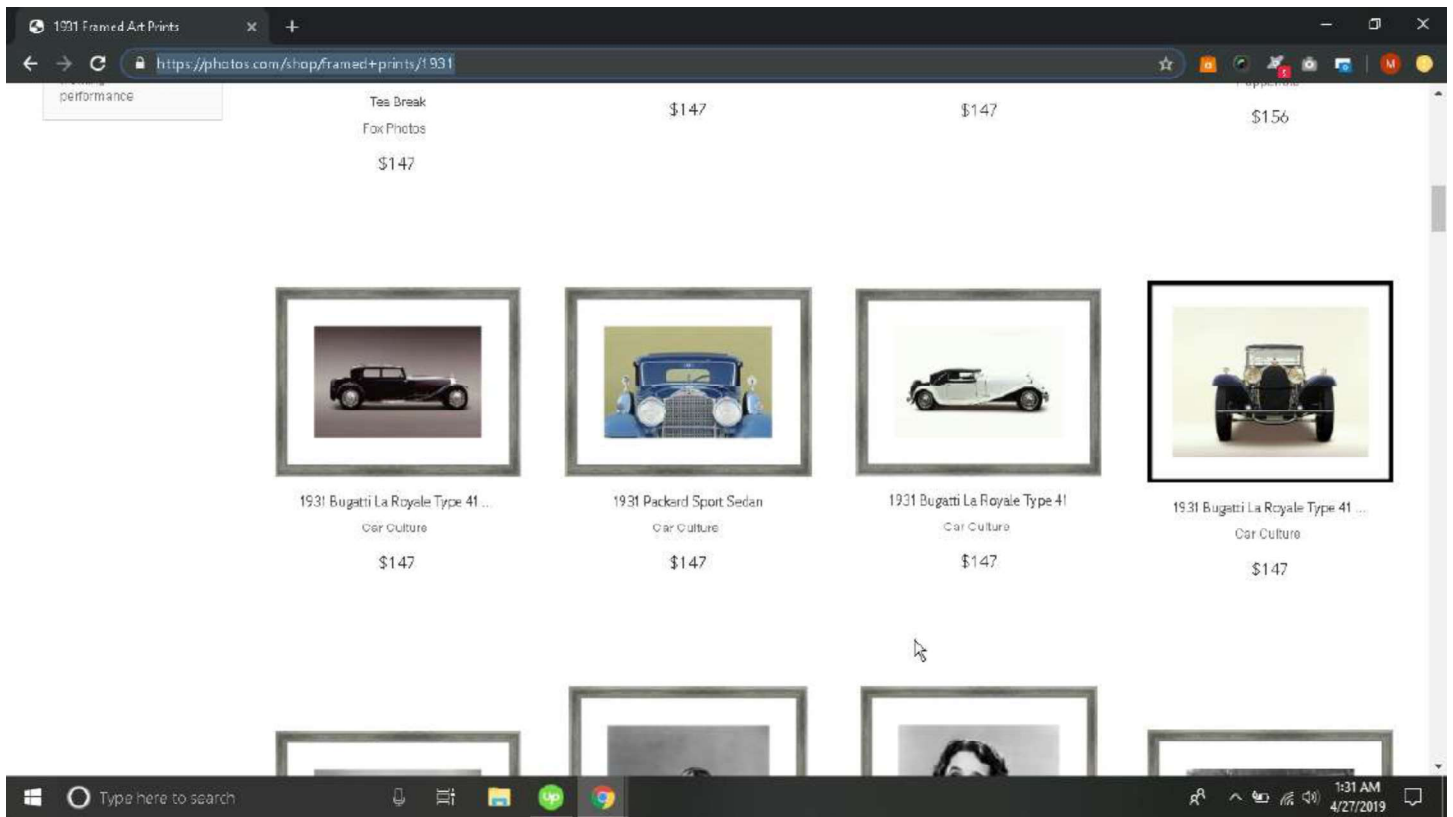 1931 Framed Art Prints
https://photos.com/shop/framed+prints/1931
M
performance
Tea Break
Fox Photos
$147
$147
$147
$156
1931 Bugatti La Royale Type 41 ...
Car Culture
$147
1931 Packard Sport Sedan
Car Culture
$147
1931 Bugatti La Royale Type 41
Car Culture
$147
1931 Bugatti La Royale Type 41 ...
Car Culture
$147
Type here to search
up
1:31 AM
4/27/2019